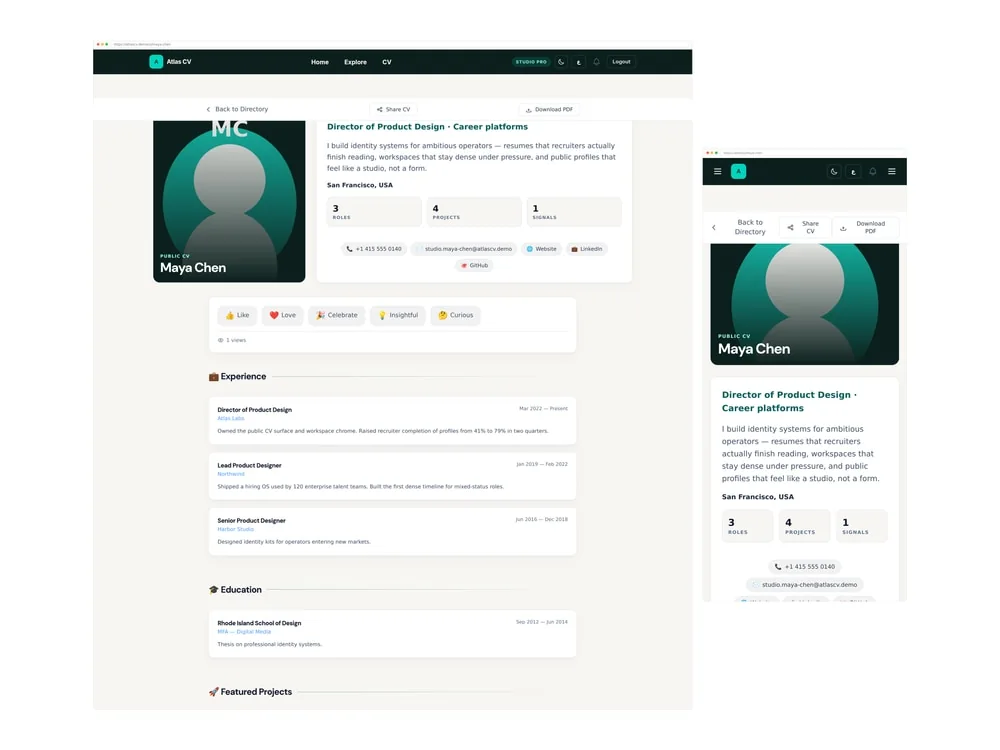 A Atlas CV Home Explore CV STUDIO PRO ع Logout
Back to Directory Share CV Download PDF
MC
PUBLIC CV
Maya Chen
Director of Product Design · Career platforms
I build identity systems for ambitious operators — resumes that recruiters actually
finish reading, workspaces that stay dense under pressure, and public profiles that
feel like a studio, not a form.
San Francisco, USA
3 4 1
ROLES PROJECTS SIGNALS
📞 +1 415 555 0140 ✉️ studio.maya-chen@atlascv.demo 🌐 Website 💼 LinkedIn
🐙 GitHub
👍 Like ❤️ Love 🎉 Celebrate 💡 Insightful 🤔 Curious
1 views
💼 Experience
Director of Product Design Mar 2022 — Present
Atlas Labs
Owned the public CV surface and workspace chrome. Raised recruiter completion of profiles from 41% to 79% in two quarters.
Lead Product Designer Jan 2019 — Feb 2022
Northwind
Shipped a hiring OS used by 120 enterprise talent teams. Built the first dense timeline for mixed-status roles.
Senior Product Designer Jun 2016 — Dec 2018
Harbor Studio
Designed identity kits for operators entering new markets.
🎓 Education
Rhode Island School of Design Sep 2012 — Jun 2014
MFA — Digital Media
Thesis on professional identity systems.
🚀 Featured Projects
A ع
Back to
Directory
Share
CV
Download
PDF
PUBLIC CV
Maya Chen
Director of Product Design ·
Career platforms
I build identity systems for ambitious
operators — resumes that recruiters
actually finish reading, workspaces that
stay dense under pressure, and public
profiles that feel like a studio, not a form.
San Francisco, USA
3 4 1
ROLES PROJECTS SIGNALS
📞 +1 415 555 0140
✉️ studio.maya-chen@atlascv.demo